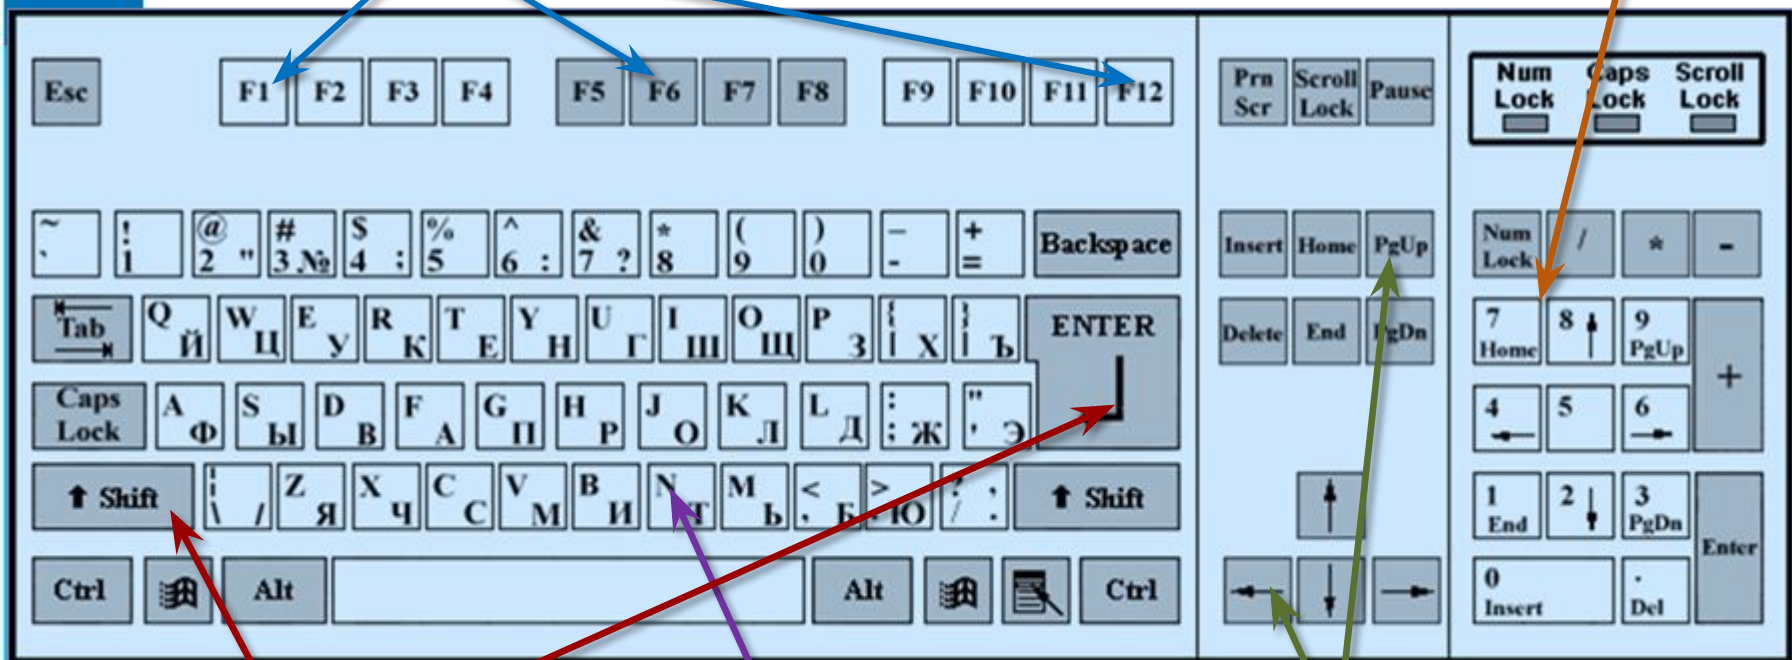 Esc F1 F2 F3 F4 F5 F6 F7 F8 F9 F10 F11 F12 Prn Scr Scroll Lock Pause Num Lock Caps Lock Scroll Lock
~ ` ! 1 @ 2 " # 3 № $ 4 ; % 5 ^ 6 : & 7 ? * 8 ( 9 ) 0 _ - + = Backspace Insert Home PgUp Num Lock / * -
Tab Q Й W Ц E У R К T Е Y Н U Г I Ш O Щ P З { [ Х } ] Ъ ENTER Delete End PgDn 7 Home 8 9 PgUp +
Caps Lock A Ф S Ы D В F А G П H Р J О K Л L Д : ; Ж " ' Э 4 5 6
Shift | \ / Z Я X Ч C С V М B И N Т M Ь < , Б > . Ю ? / , . Shift 1 End 2 3 PgDn Enter
Ctrl Alt Alt Ctrl 0 Insert . Del